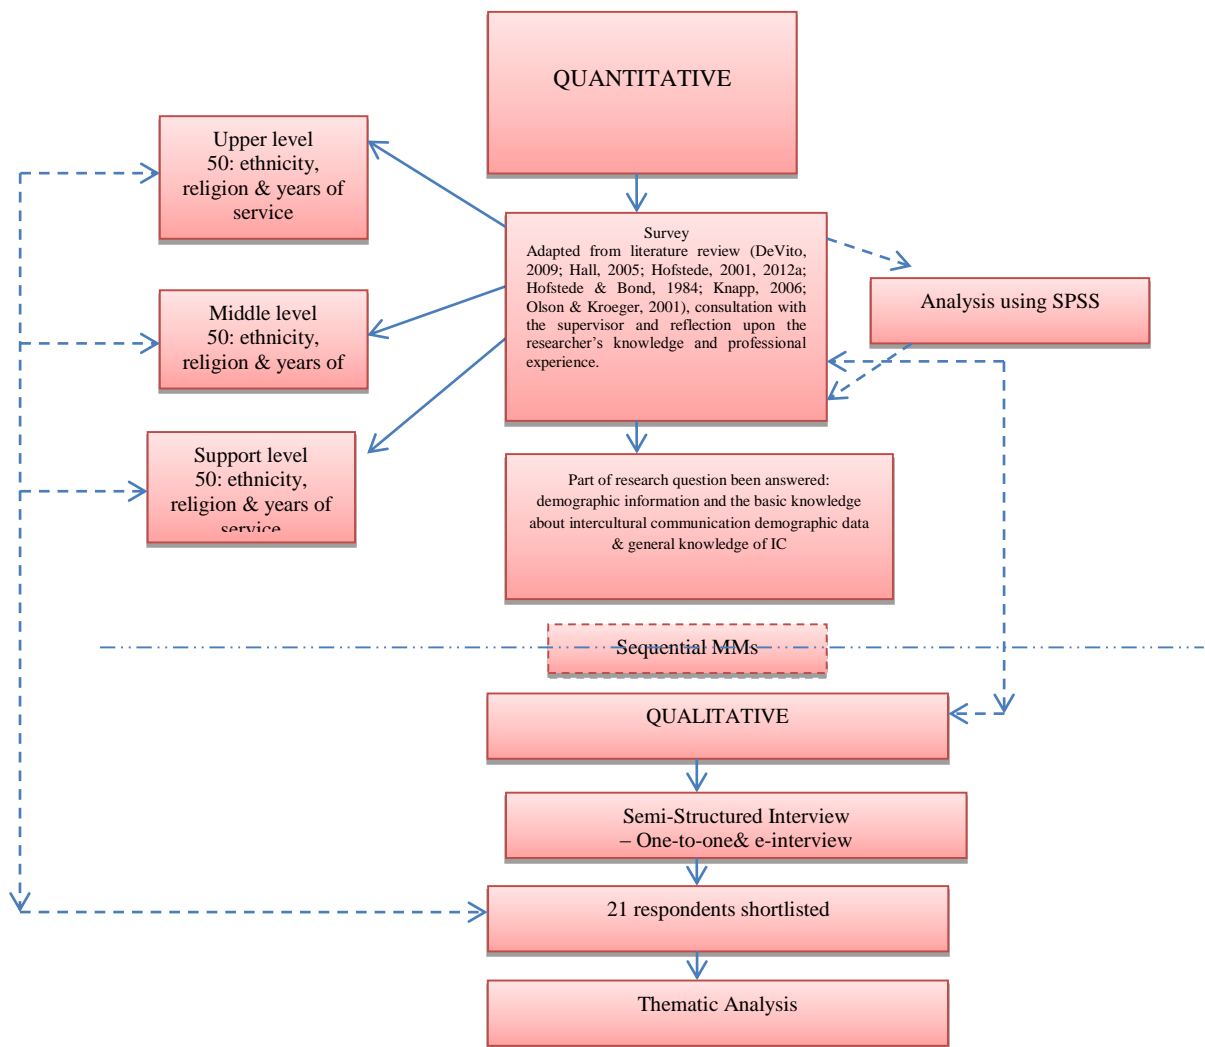 QUANTITATIVE
Upper level
50: ethnicity,
religion & years of
service
Middle level
50: ethnicity,
religion & years of
Support level
50: ethnicity,
religion & years of
service
Survey
Adapted from literature review (DeVito,
2009; Hall, 2005; Hofstede, 2001, 2012a;
Hofstede & Bond, 1984; Knapp, 2006;
Olson & Kroeger, 2001), consultation with
the supervisor and reflection upon the
researcher's knowledge and professional
experience.
Analysis using SPSS
Part of research question been answered:
demographic information and the basic knowledge
about intercultural communication demographic data
& general knowledge of IC
Sequential MMs
QUALITATIVE
Semi-Structured Interview
– One-to-one& e-interview
21 respondents shortlisted
Thematic Analysis